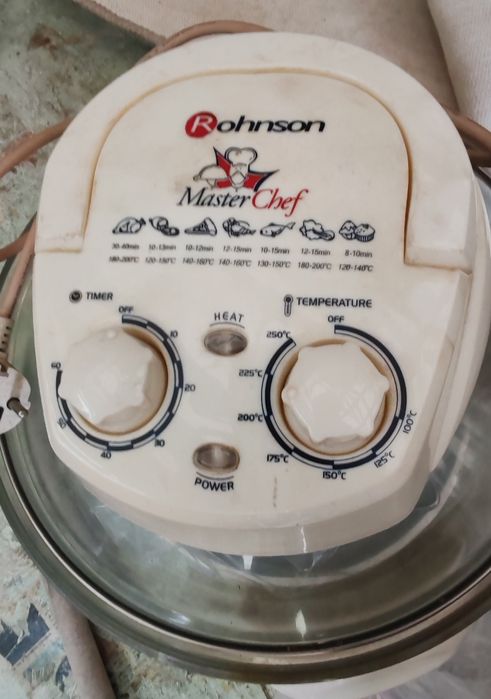 Rohnson
Master Chef
30-40min 10-13min 10-12min 12-15min 10-15min 12-15min 8-10min
180-200°C 120-150°C 140-160°C 140-160°C 130-150°C 180-200°C 120-140°C
TIMER
HEAT
TEMPERATURE
OFF
10
20
30
40
50
60
OFF
250°C
225°C
200°C
175°C
150°C
125°C
100°C
POWER